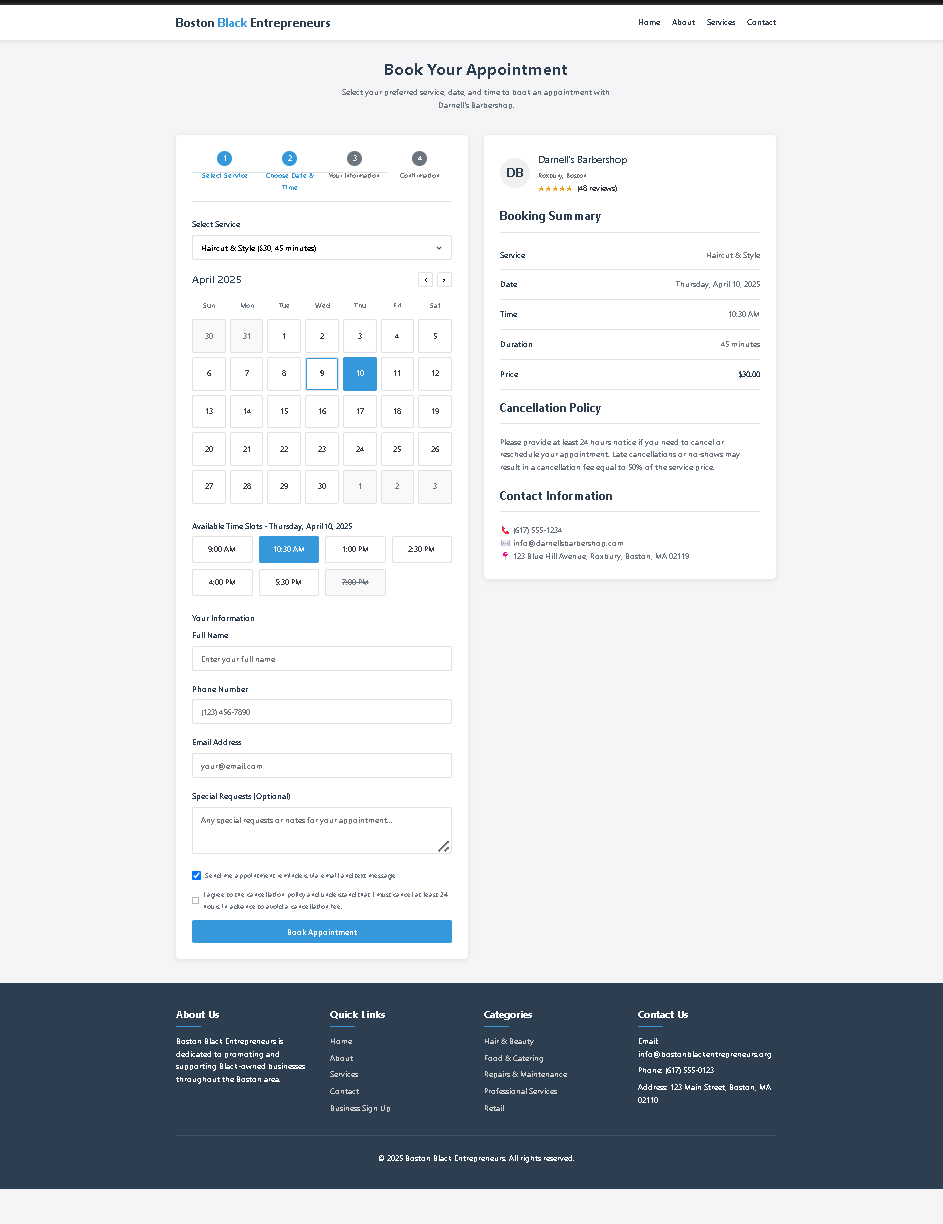 Boston Black Entrepreneurs
Home About Services Contact
Book Your Appointment
Select your preferred service, date, and time to book an appointment with
Darnell's Barbershop.
1 2 3 4
Select Service Choose Date & Time Your Information Confirmation
Select Service
Haircut & Style ($30, 45 minutes)
April 2025
‹ ›
Sun Mon Tue Wed Thu Fri Sat
30 31 1 2 3 4 5
6 7 8 9 10 11 12
13 14 15 16 17 18 19
20 21 22 23 24 25 26
27 28 29 30 1 2 3
Available Time Slots - Thursday, April 10, 2025
9:00 AM 10:30 AM 1:00 PM 2:30 PM
4:00 PM 5:30 PM 7:00 PM
Your Information
Full Name
Enter your full name
Phone Number
(123) 456-7890
Email Address
your@email.com
Special Requests (Optional)
Any special requests or notes for your appointment...
Send me appointment reminders via email and text message
I agree to the cancellation policy and understand that I must cancel at least 24
hours in advance to avoid a cancellation fee.
Book Appointment
DB
Darnell's Barbershop
Roxbury, Boston
★★★★★ (48 reviews)
Booking Summary
Service Haircut & Style
Date Thursday, April 10, 2025
Time 10:30 AM
Duration 45 minutes
Price $30.00
Cancellation Policy
Please provide at least 24 hours notice if you need to cancel or
reschedule your appointment. Late cancellations or no-shows may
result in a cancellation fee equal to 50% of the service price.
Contact Information
(617) 555-1234
info@darnellsbarbershop.com
123 Blue Hill Avenue, Roxbury, Boston, MA 02119
About Us
Boston Black Entrepreneurs is
dedicated to promoting and
supporting Black-owned businesses
throughout the Boston area.
Quick Links
Home
About
Services
Contact
Business Sign Up
Categories
Hair & Beauty
Food & Catering
Repairs & Maintenance
Professional Services
Retail
Contact Us
Email:
info@bostonblackentrepreneurs.org
Phone: (617) 555-0123
Address: 123 Main Street, Boston, MA
02110
© 2025 Boston Black Entrepreneurs. All rights reserved.